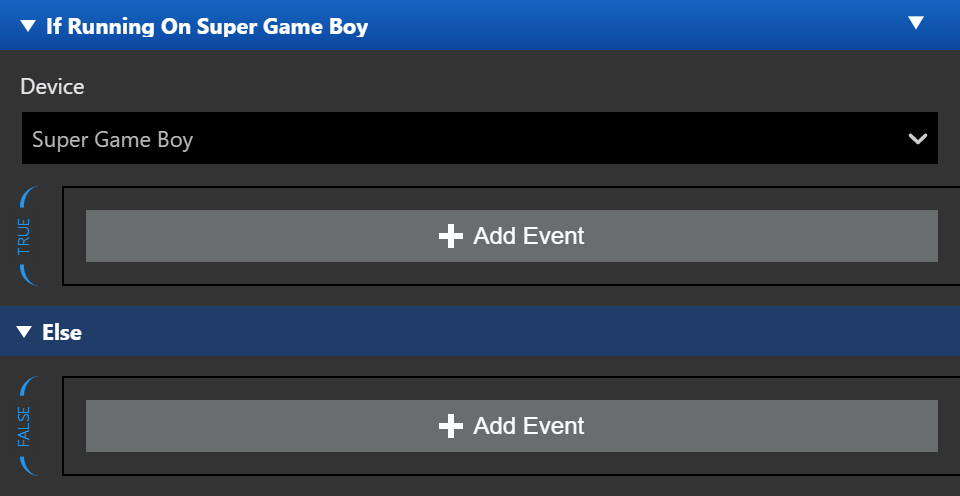 If Running On Super Game Boy
Device
Super Game Boy
TRUE
Add Event
Else
FALSE
Add Event